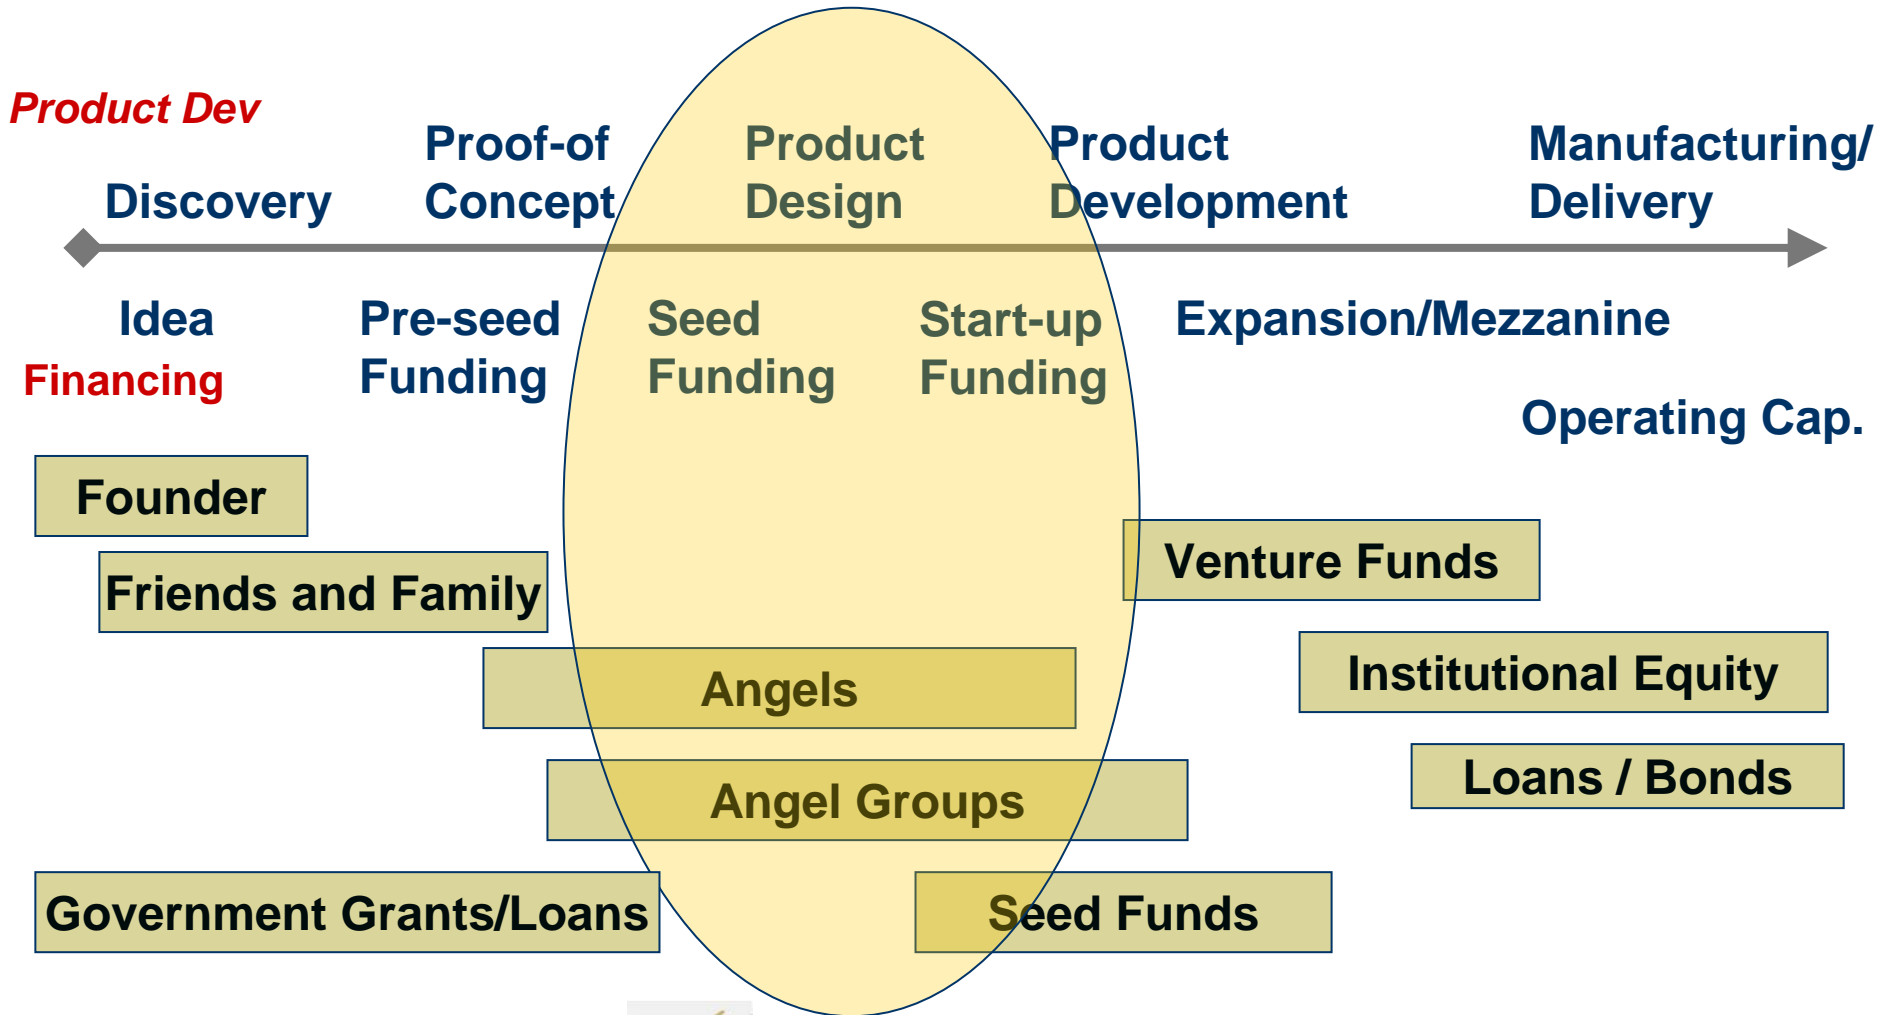 Product Dev
Discovery
Proof-of
Concept
Product
Design
Product
Development
Manufacturing/
Delivery
Idea
Financing
Pre-seed
Funding
Seed
Funding
Start-up
Funding
Expansion/Mezzanine
Operating Cap.
Founder
Friends and Family
Venture Funds
Angels
Institutional Equity
Angel Groups
Loans / Bonds
Government Grants/Loans
Seed Funds